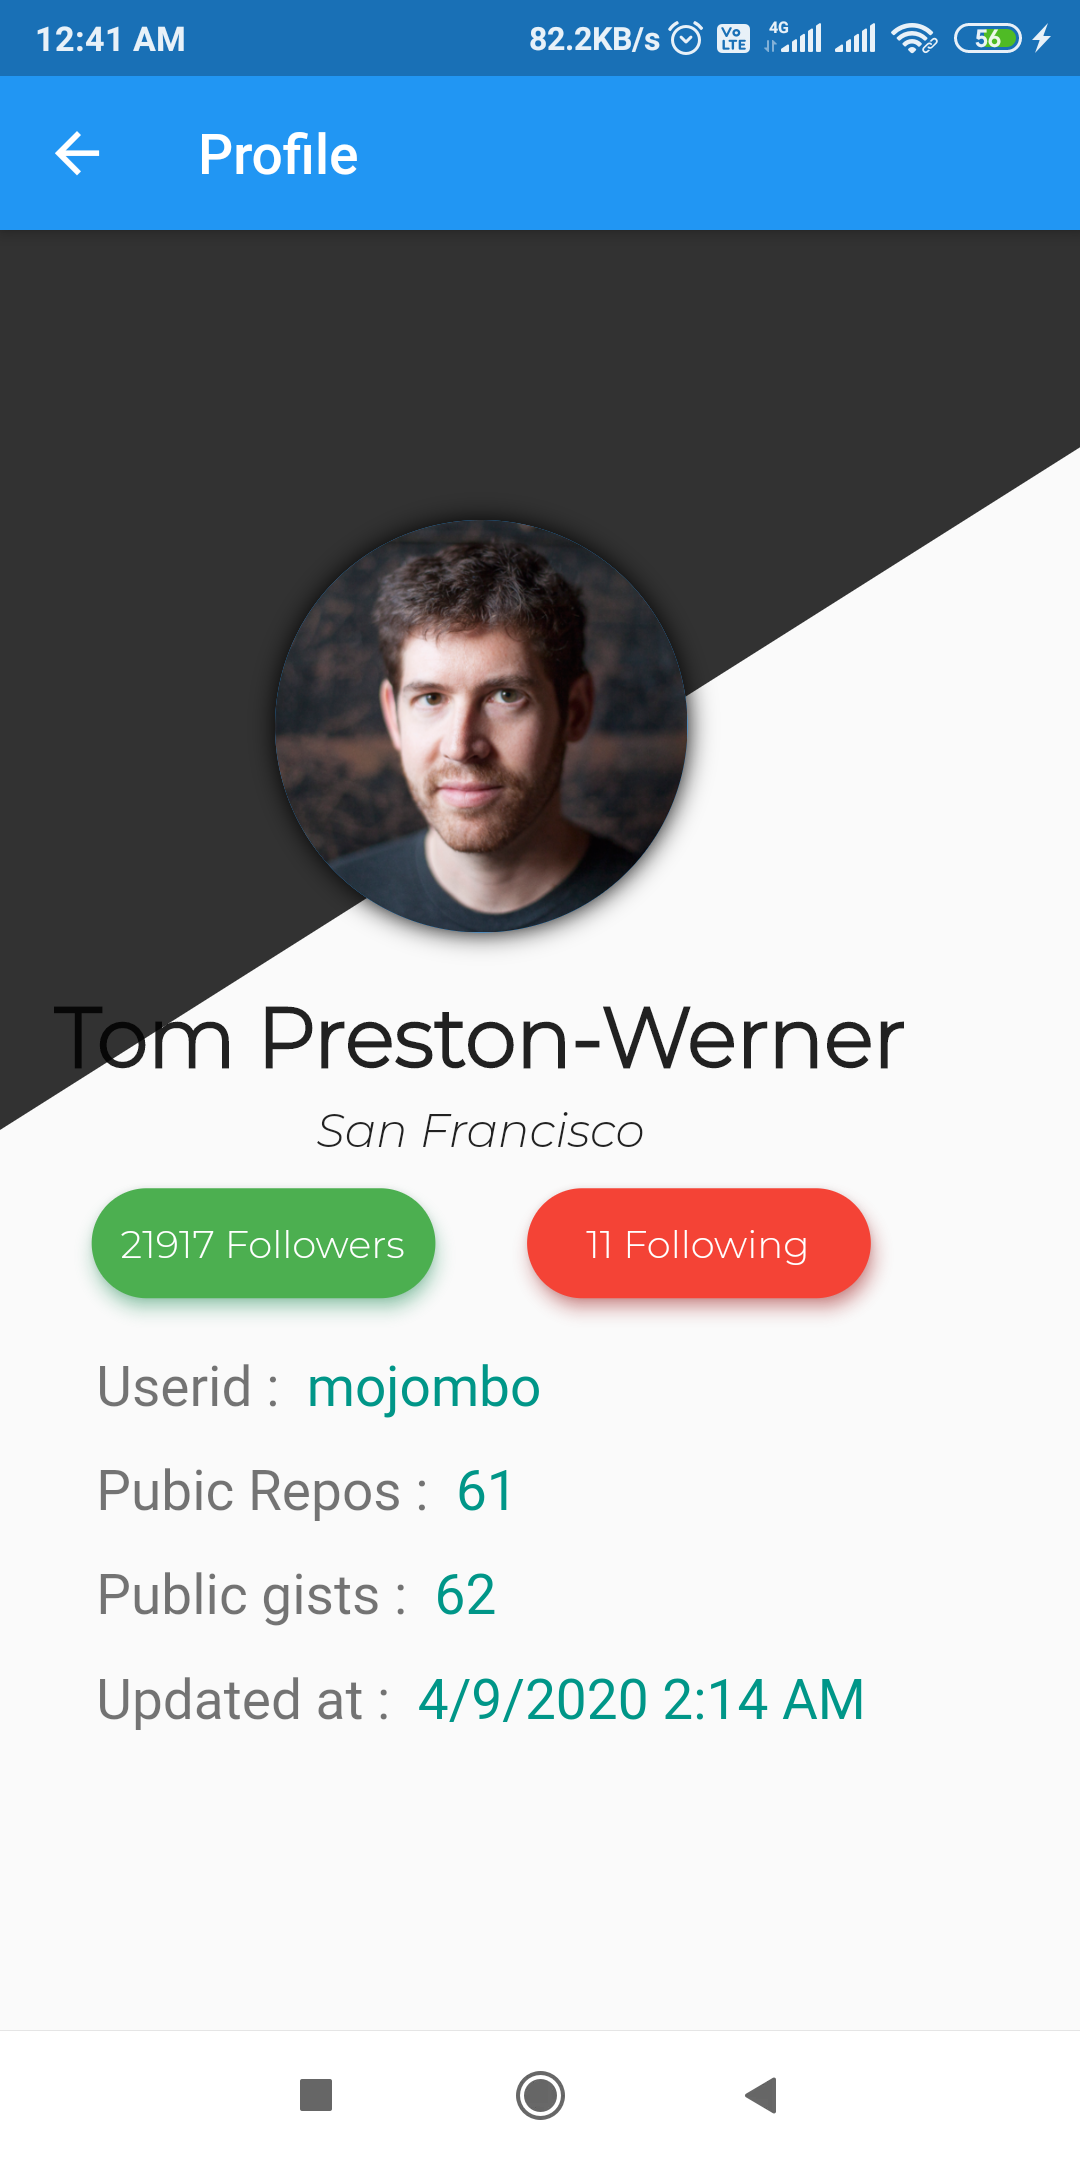 12:41 AM 82.2KB/s Vo LTE 4G 56
Profile
Tom Preston-Werner
San Francisco
21917 Followers 11 Following
Userid : mojombo
Pubic Repos : 61
Public gists : 62
Updated at : 4/9/2020 2:14 AM